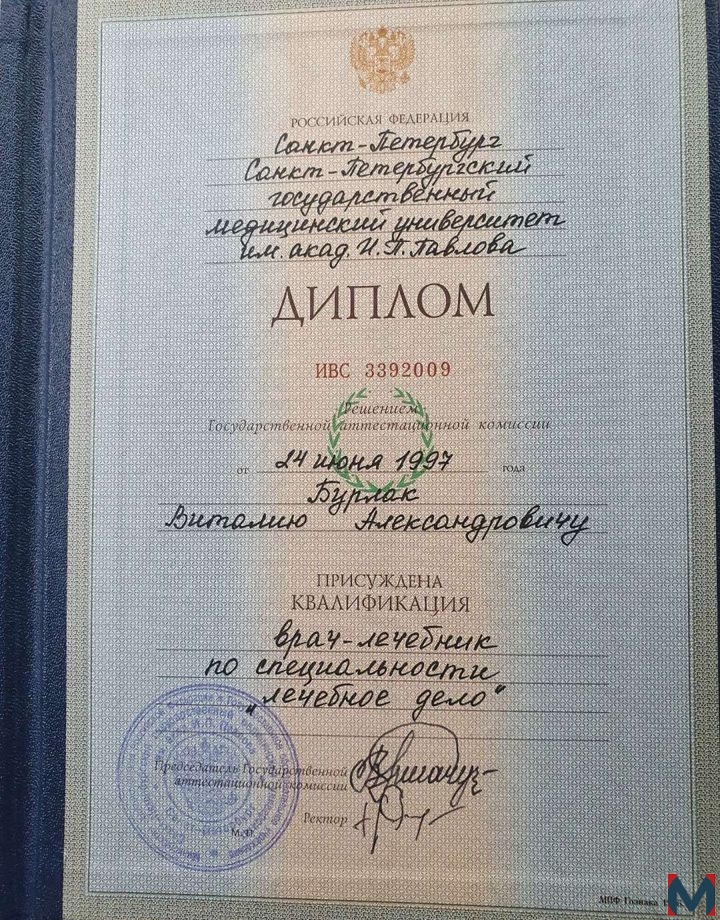 РОССИЙСКАЯ ФЕДЕРАЦИЯ
Санкт-Петербург
Санкт-Петербургский
государственный
медицинский университет
им. акад. И.П. Павлова
ДИПЛОМ
ИВС 3392009
Решением
Государственной аттестационной комиссии
от 24 июня 1997 года
Бурлак
Виталию Александровичу
ПРИСУЖДЕНА
КВАЛИФИКАЦИЯ
врач-лечебник
по специальности
"лечебное дело"
Председатель Государственной
аттестационной комиссии
Ректор
М.П.
МПФ Гознака
M